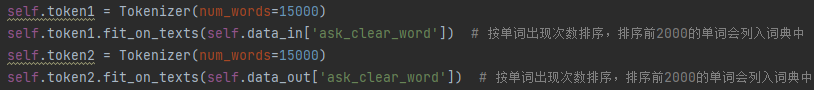 self.token1 = Tokenizer(num_words=15000)
self.token1.fit_on_texts(self.data_in['ask_clear_word'])  # 按单词出现次数排序，排序前2000的单词会列入词典中
self.token2 = Tokenizer(num_words=15000)
self.token2.fit_on_texts(self.data_out['ask_clear_word'])  # 按单词出现次数排序，排序前2000的单词会列入词典中